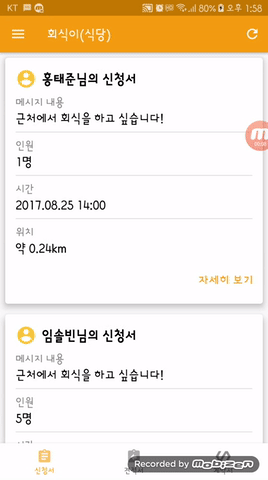 KT 80% 오후 1:58
회식이(식당)
홍태준님의 신청서
메시지 내용
근처에서 회식을 하고 싶습니다!
인원
1명
시간
2017.08.25 14:00
위치
약 0.24km
자세히 보기
임솔빈님의 신청서
메시지 내용
근처에서 회식을 하고 싶습니다!
인원
5명
시간
신청서
Recorded by Mobizen